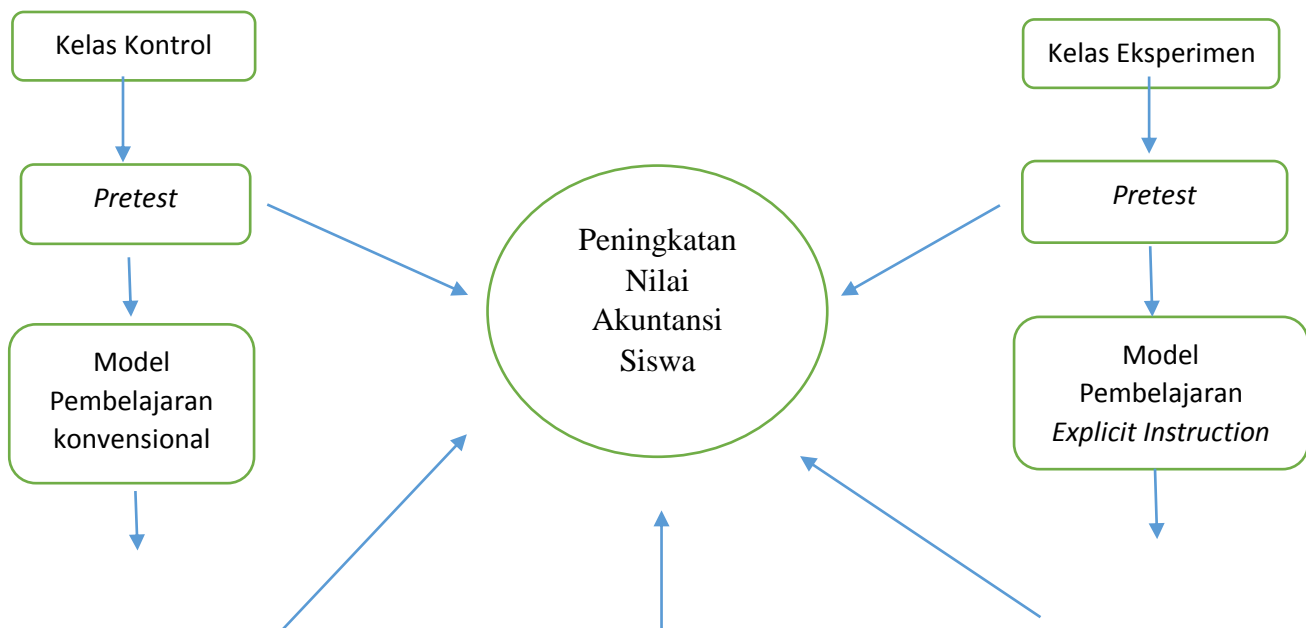 Kelas Kontrol
Kelas Eksperimen
Pretest
Pretest
Peningkatan
Nilai
Akuntansi
Siswa
Model
Pembelajaran
konvensional
Model
Pembelajaran
Explicit Instruction